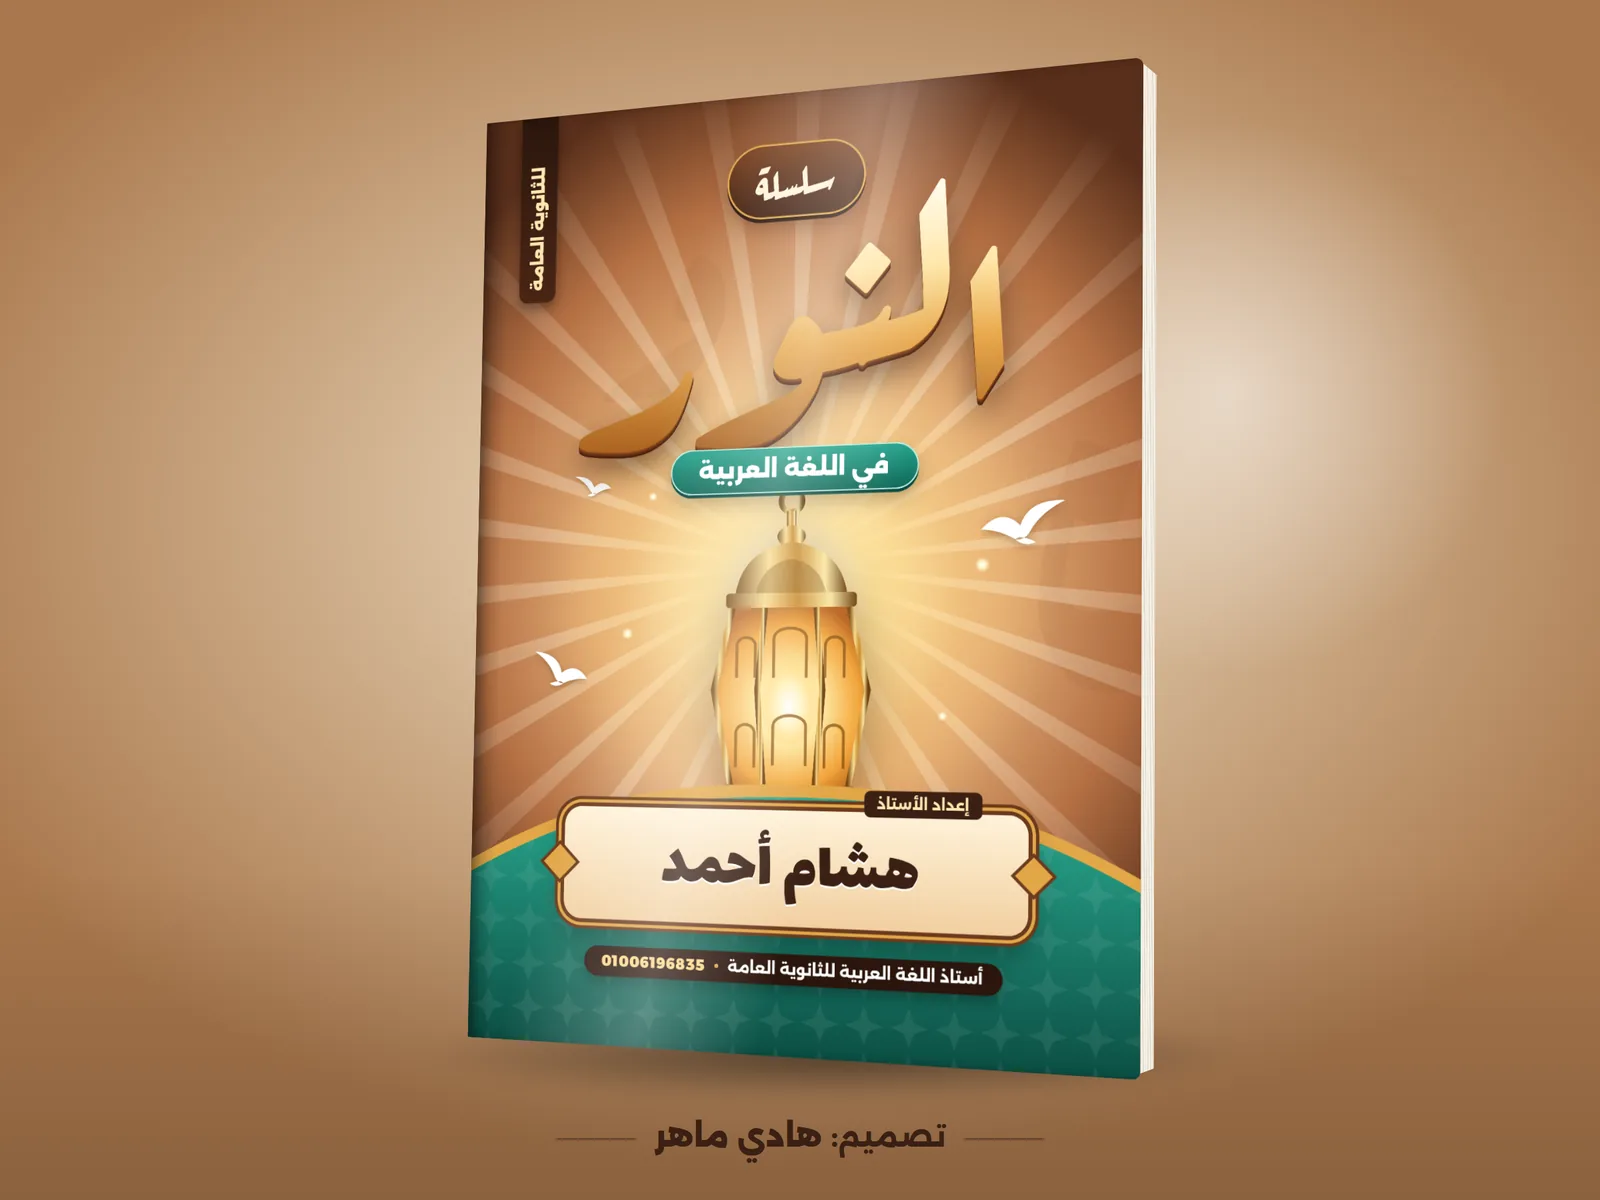 للثانوية العامة
سلسلة
النور
في اللغة العربية
إعداد الأستاذ
هشام أحمد
أستاذ اللغة العربية للثانوية العامة • 01006196835
تصميم: هادي ماهر